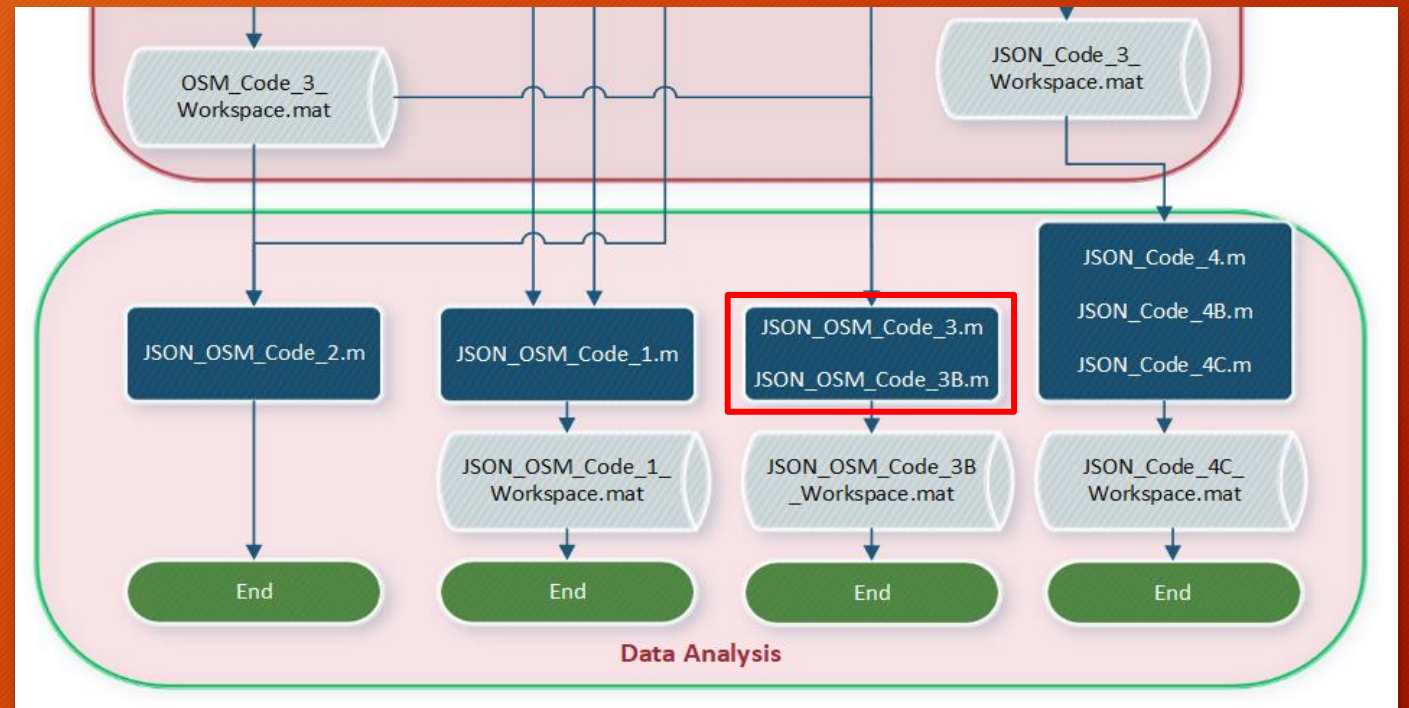 OSM_Code_3_
Workspace.mat
JSON_Code_3_
Workspace.mat
JSON_OSM_Code_2.m
JSON_OSM_Code_1.m
JSON_OSM_Code_3.m
JSON_OSM_Code_3B.m
JSON_Code_4.m
JSON_Code_4B.m
JSON_Code_4C.m
JSON_OSM_Code_1_
Workspace.mat
JSON_OSM_Code_3B
_Workspace.mat
JSON_Code_4C_
Workspace.mat
End
End
End
End
Data Analysis